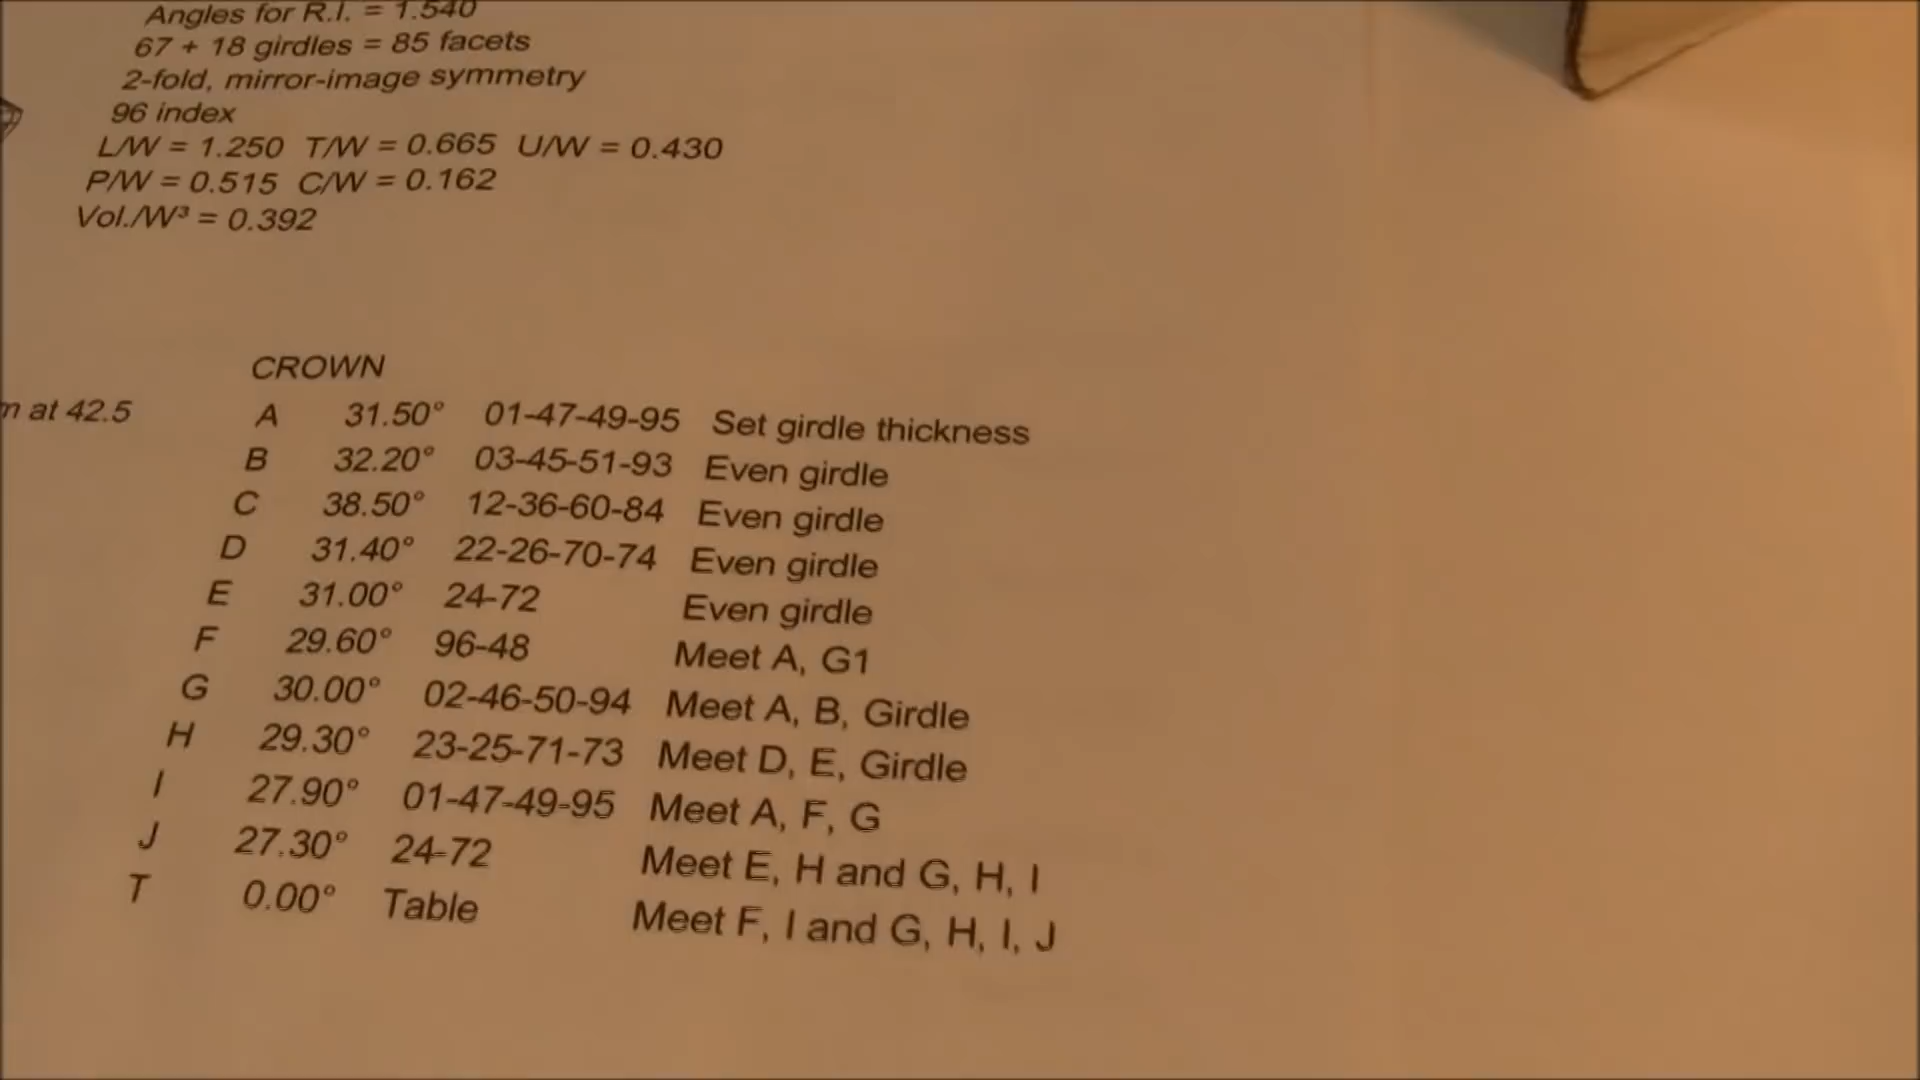 Angles for R.I. = 1.540
67 + 18 girdles = 85 facets
2-fold, mirror-image symmetry
96 index
L/W = 1.250 T/W = 0.665 U/W = 0.430
P/W = 0.515 C/W = 0.162
Vol./W³ = 0.392
CROWN
at 42.5
A 31.50° 01-47-49-95 Set girdle thickness
B 32.20° 03-45-51-93 Even girdle
C 38.50° 12-36-60-84 Even girdle
D 31.40° 22-26-70-74 Even girdle
E 31.00° 24-72 Even girdle
F 29.60° 96-48 Meet A, G1
G 30.00° 02-46-50-94 Meet A, B, Girdle
H 29.30° 23-25-71-73 Meet D, E, Girdle
I 27.90° 01-47-49-95 Meet A, F, G
J 27.30° 24-72 Meet E, H and G, H, I
T 0.00° Table Meet F, I and G, H, I, J